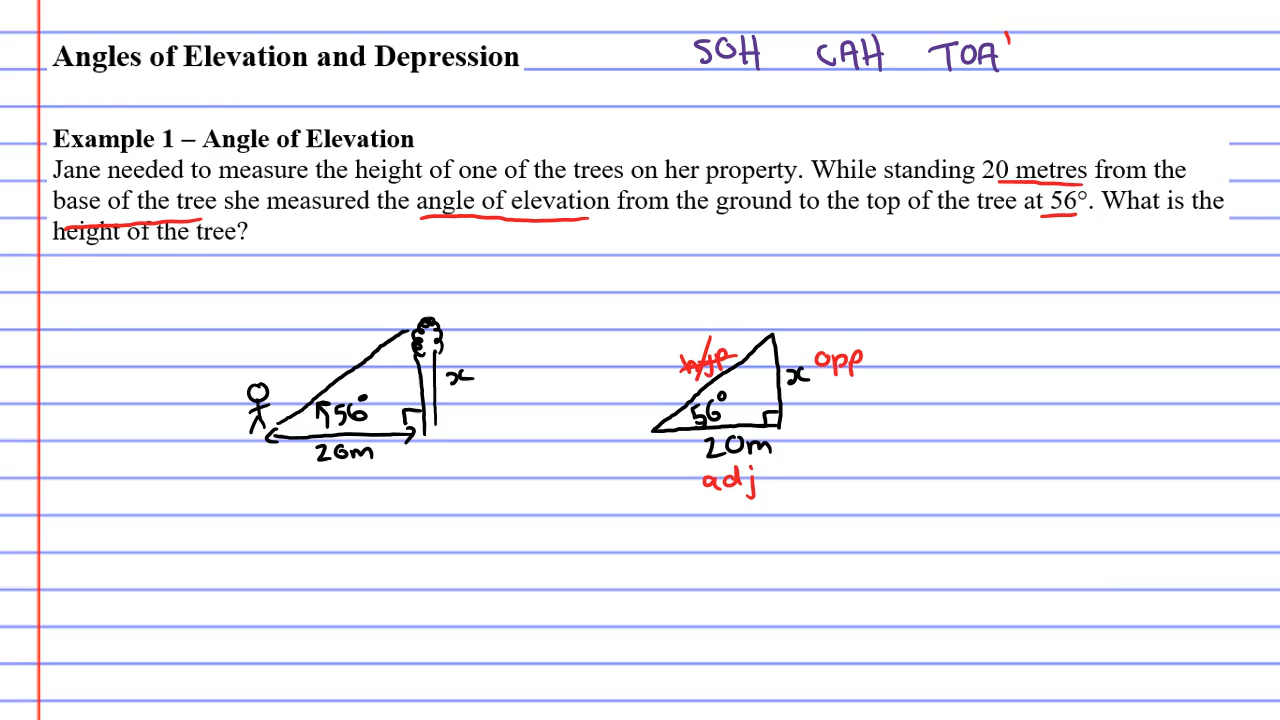 Angles of Elevation and Depression SOH CAH TOA
Example 1 – Angle of Elevation
Jane needed to measure the height of one of the trees on her property. While standing 20 metres from the
base of the tree she measured the angle of elevation from the ground to the top of the tree at 56°. What is the
height of the tree?
x
56°
20m
hyp
x opp
56°
20m
adj